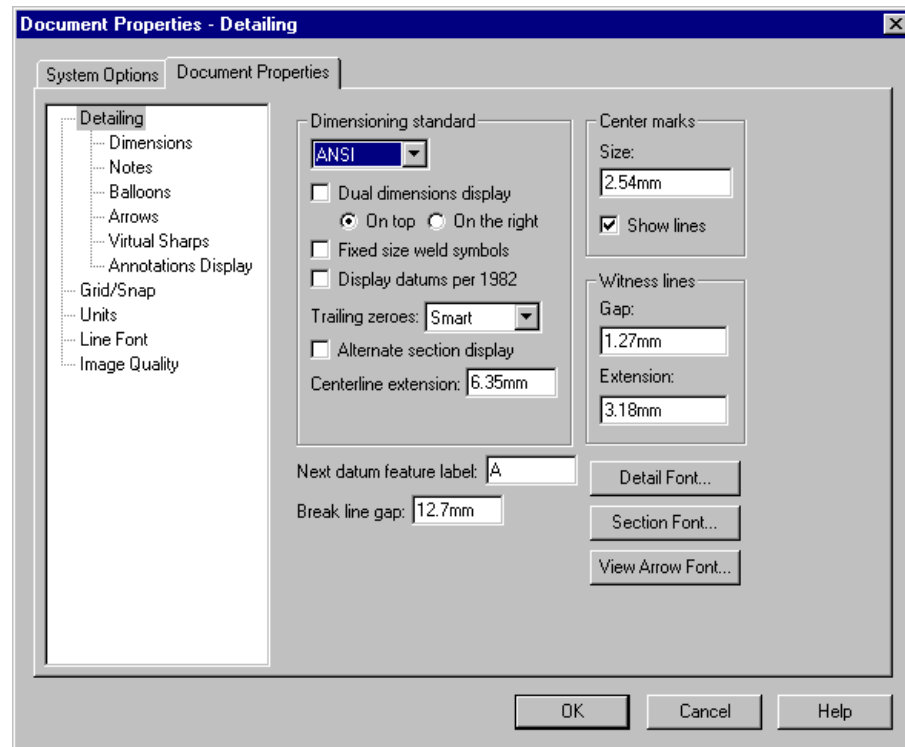 Document Properties - Detailing
System Options
Document Properties
Detailing
Dimensions
Notes
Balloons
Arrows
Virtual Sharps
Annotations Display
Grid/Snap
Units
Line Font
Image Quality
Dimensioning standard
ANSI
Dual dimensions display
On top On the right
Fixed size weld symbols
Display datums per 1982
Trailing zeroes: Smart
Alternate section display
Centerline extension: 6.35mm
Next datum feature label: A
Break line gap: 12.7mm
Center marks
Size:
2.54mm
Show lines
Witness lines
Gap:
1.27mm
Extension:
3.18mm
Detail Font...
Section Font...
View Arrow Font...
OK Cancel Help